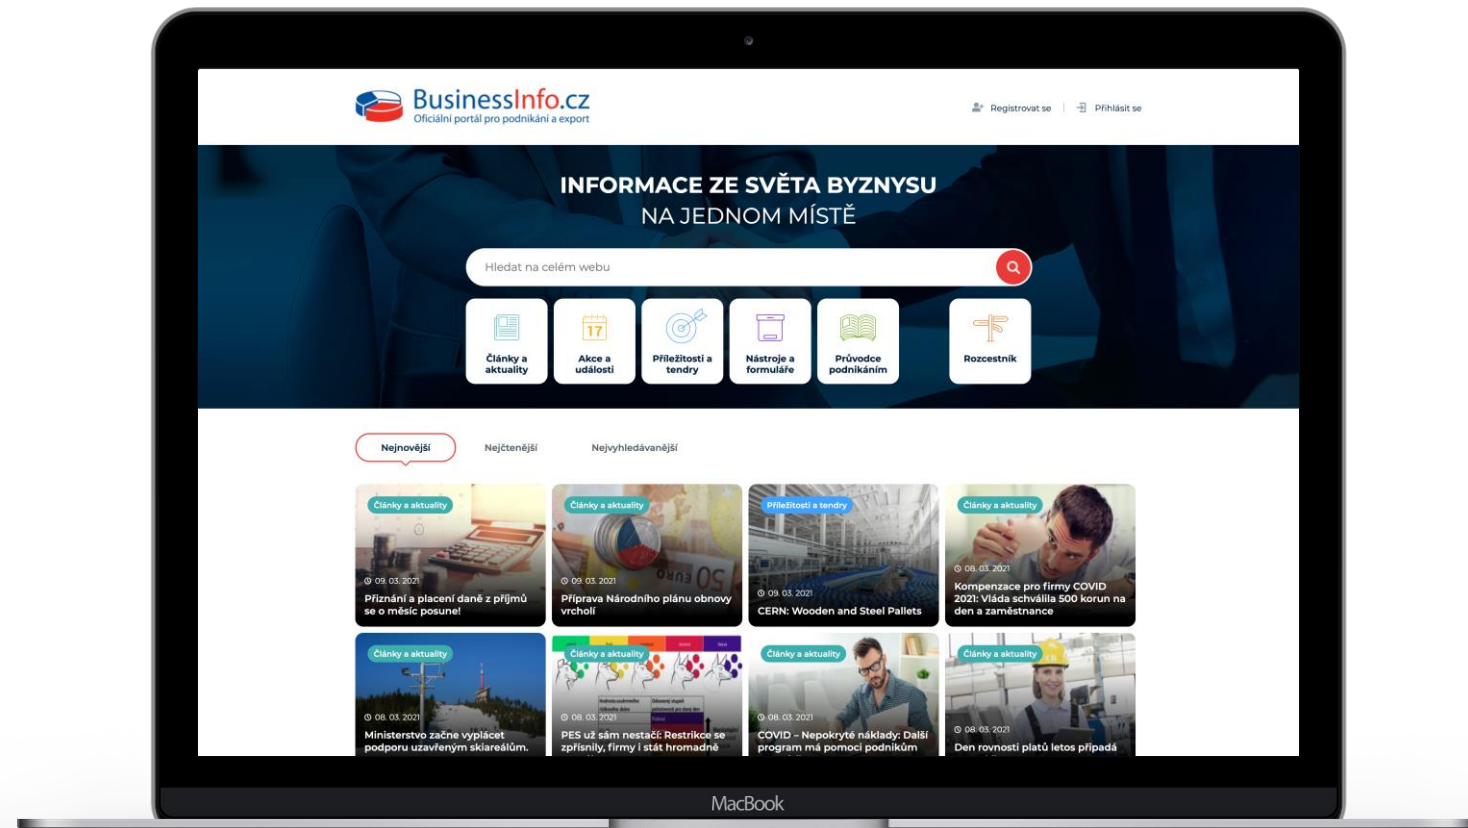 BusinessInfo.cz
Oficiální portál pro podnikání a export
Registrovat se
Přihlásit se
INFORMACE ZE SVĚTA BYZNYSU
NA JEDNOM MÍSTĚ
Hledat na celém webu
Články a
aktuality
17
Akce a
události
Příležitosti a
tendry
Nástroje a
formuláře
Průvodce
podnikáním
Rozcestník
Nejnovější
Nejčtenější
Nejvyhledávanější
Články a aktuality
09. 03. 2021
Přiznání a placení daně z příjmů
se o měsíc posune!
Články a aktuality
50 EURO
09. 03. 2021
Příprava Národního plánu obnovy
vrcholí
Příležitosti a tendry
09. 03. 2021
CERN: Wooden and Steel Pallets
Články a aktuality
08. 03. 2021
Kompenzace pro firmy COVID
2021: Vláda schválila 500 korun na
den a zaměstnance
Články a aktuality
08. 03. 2021
Ministerstvo začne vyplácet
podporu uzavřeným skiareálům.
Články a aktuality
08. 03. 2021
PES už sám nestačí: Restrikce se
zpřísnily, firmy i stát hromadně
Články a aktuality
08. 03. 2021
COVID – Nepokryté náklady: Další
program má pomoci podnikům
Články a aktuality
08. 03. 2021
Den rovnosti platů letos připadá
MacBook